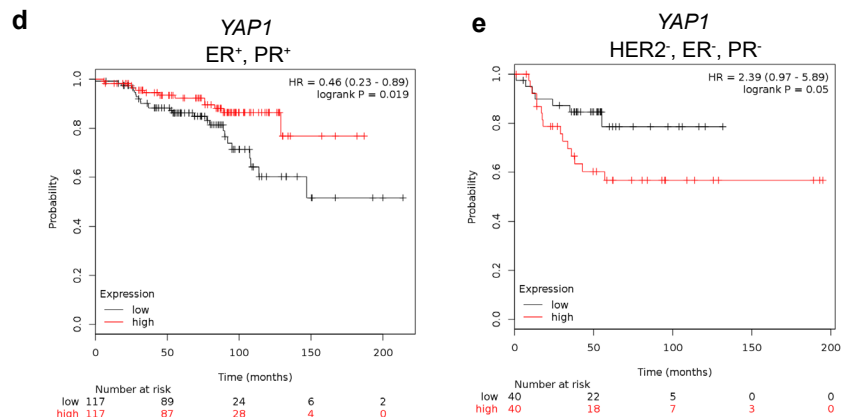 d
YAP1
ER⁺, PR⁺
HR = 0.46 (0.23 - 0.89)
logrank P = 0.019
Probability
1.0
0.8
0.6
0.4
0.2
0.0
Expression
low
high
0 50 100 150 200
Time (months)
Number at risk
low 117 89 24 6 2
high 117 87 28 4 0
e
YAP1
HER2⁻, ER⁻, PR⁻
HR = 2.39 (0.97 - 5.89)
logrank P = 0.05
Probability
1.0
0.8
0.6
0.4
0.2
0.0
Expression
low
high
0 50 100 150 200
Time (months)
Number at risk
low 40 22 5 0 0
high 40 18 7 3 0